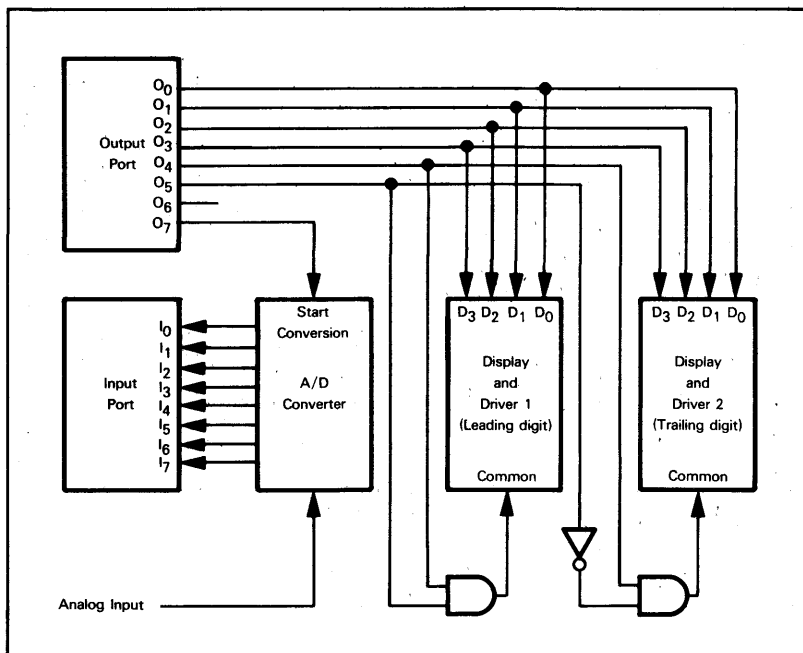 O0
O1
O2
O3
O4
O5
O6
O7
Output
Port
I0
I1
I2
I3
I4
I5
I6
I7
Input
Port
Start
Conversion
A/D
Converter
D3 D2 D1 D0
Display
and
Driver 1
(Leading digit)
Common
D3 D2 D1 D0
Display
and
Driver 2
(Trailing digit)
Common
Analog Input